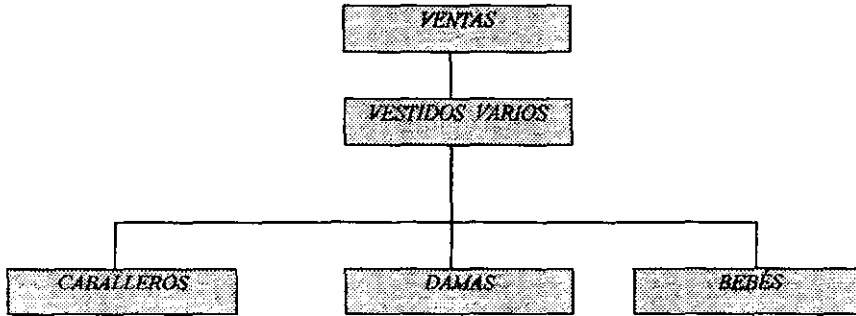 VENTAS
VESTIDOS VARIOS
CABALLEROS
DAMAS
BEBÉS